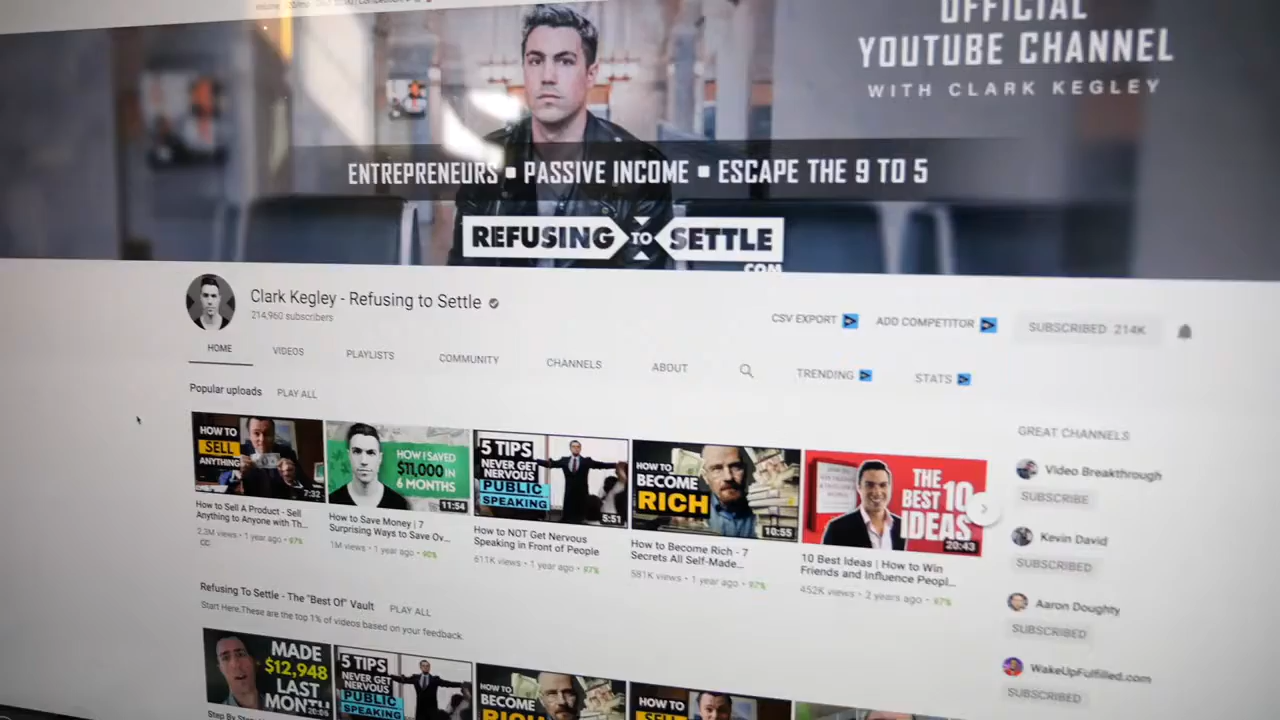 OFFICIAL
YOUTUBE CHANNEL
WITH CLARK KEGLEY
ENTREPRENEURS ▪ PASSIVE INCOME ▪ ESCAPE THE 9 TO 5
REFUSING TO SETTLE
.COM
Clark Kegley - Refusing to Settle
214,960 subscribers
CSV EXPORT
ADD COMPETITOR
SUBSCRIBED 214K
HOME
VIDEOS
PLAYLISTS
COMMUNITY
CHANNELS
ABOUT
TRENDING
STATS
Popular uploads PLAY ALL
HOW TO
SELL
ANYTHING
7:32
How to Sell A Product - Sell
Anything to Anyone with Th...
2.3M views • 1 year ago • 97%
CC
HOW I SAVED
$11,000 IN
6 MONTHS
11:54
How to Save Money | 7
Surprising Ways to Save Ov...
1M views • 1 year ago • 90%
5 TIPS
NEVER GET
NERVOUS
PUBLIC
SPEAKING
5:51
How to NOT Get Nervous
Speaking in Front of People
611K views • 1 year ago • 97%
HOW TO
BECOME
RICH
10:55
How to Become Rich - 7
Secrets All Self-Made...
581K views • 1 year ago • 92%
THE
BEST 10
IDEAS
20:43
10 Best Ideas | How to Win
Friends and Influence Peopl...
452K views • 2 years ago • 97%
GREAT CHANNELS
Video Breakthrough
SUBSCRIBE
Kevin David
SUBSCRIBED
Aaron Doughty
SUBSCRIBED
WakeUpFulfilled.com
SUBSCRIBED
Refusing To Settle - The "Best Of" Vault PLAY ALL
Start Here.These are the top 1% of videos based on your feedback.
MADE
$12,948
LAST
MONTH
20:06
Step By Step
5 TIPS
NEVER GET
NERVOUS
PUBLIC
SPEAKING
HOW TO
BECOME
RICH
HOW TO
SELL